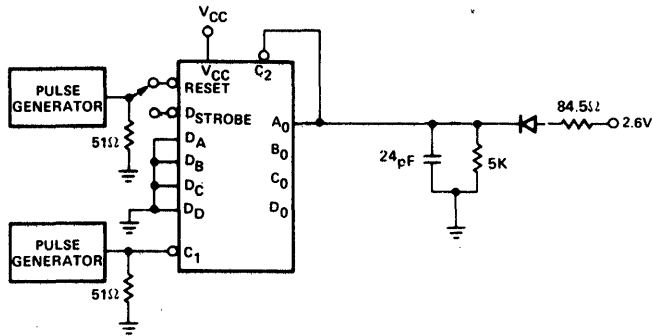 VCC
VCC
C2
PULSE
GENERATOR
RESET
DSTROBE
51Ω
DA
DB
DC
DD
A0
B0
C0
D0
24pF
5K
84.5Ω
2.6V
PULSE
GENERATOR
C1
51Ω